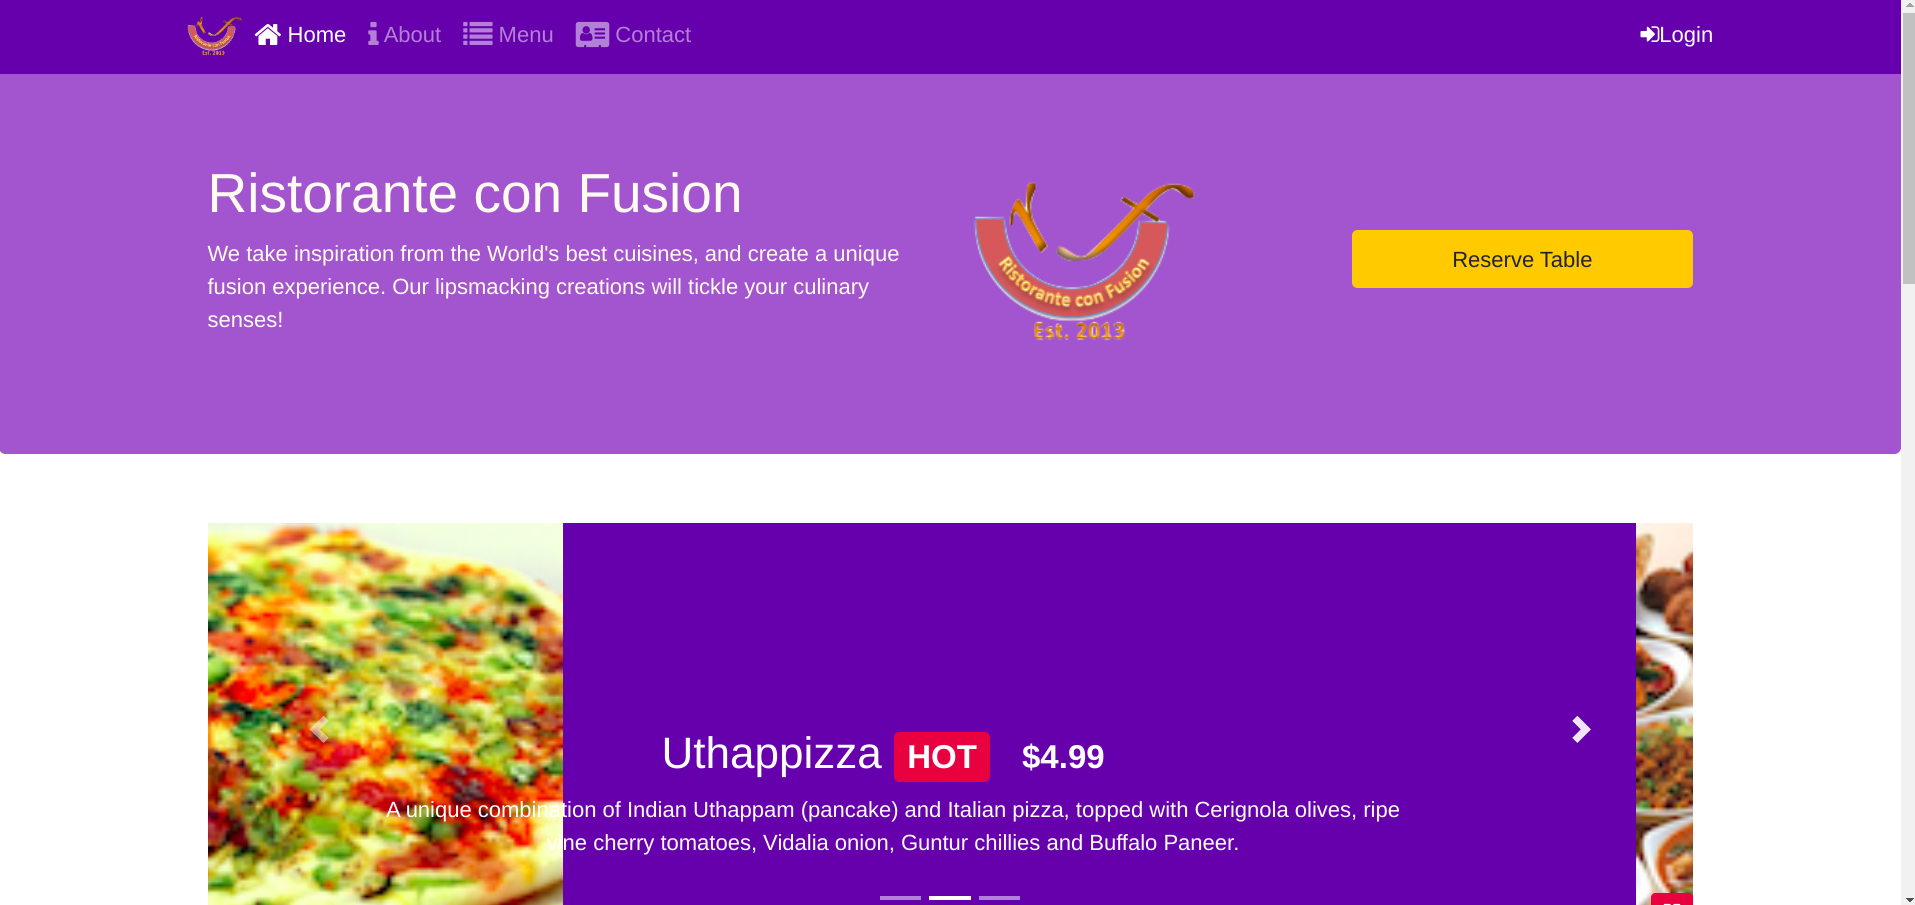 Home About Menu Contact Login
Ristorante con Fusion
We take inspiration from the World's best cuisines, and create a unique
fusion experience. Our lipsmacking creations will tickle your culinary
senses!
Ristorante con Fusion
Est. 2013
Reserve Table
Uthappizza HOT $4.99
A unique combination of Indian Uthappam (pancake) and Italian pizza, topped with Cerignola olives, ripe
vine cherry tomatoes, Vidalia onion, Guntur chillies and Buffalo Paneer.